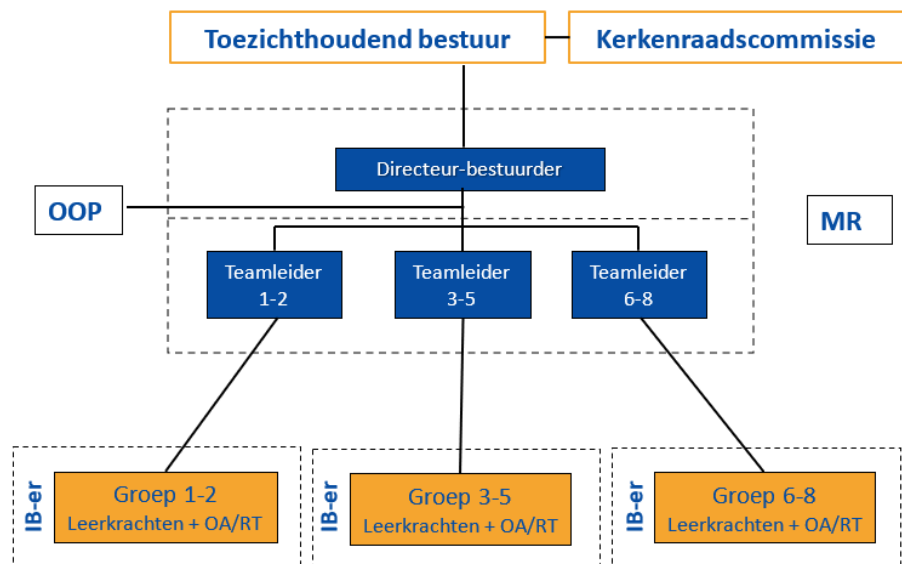 Toezichthoudend bestuur
Kerkenraadscommissie
Directeur-bestuurder
OOP
MR
Teamleider
1-2
Teamleider
3-5
Teamleider
6-8
IB-er
Groep 1-2
Leerkrachten + OA/RT
IB-er
Groep 3-5
Leerkrachten + OA/RT
IB-er
Groep 6-8
Leerkrachten + OA/RT